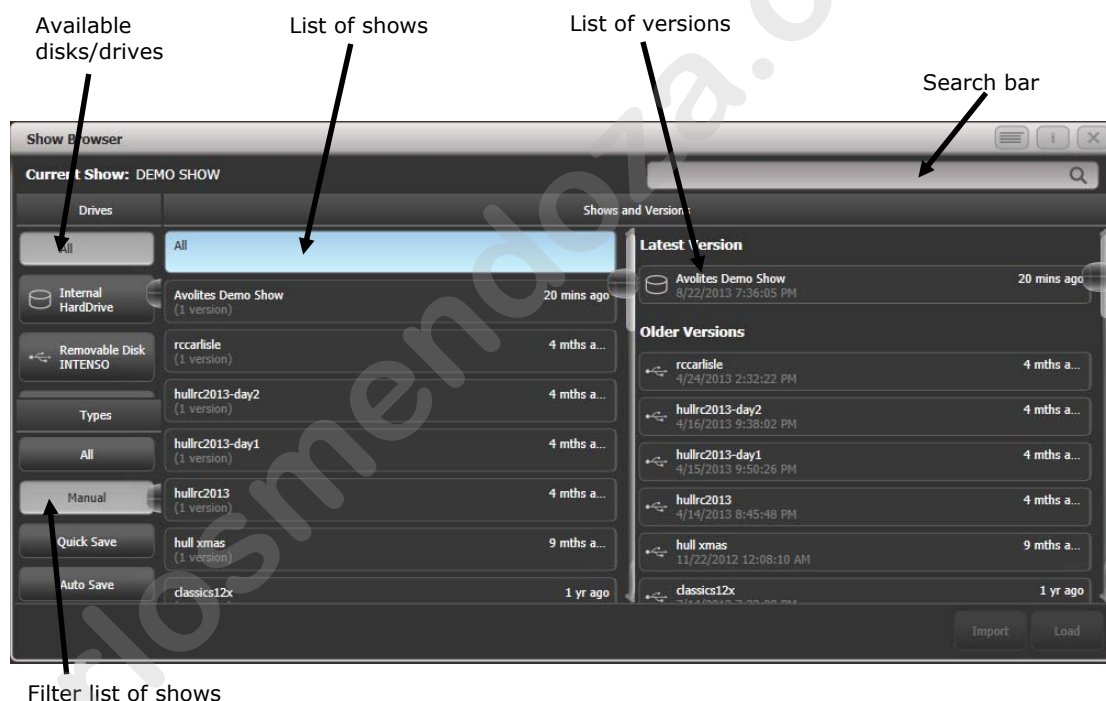 Available
disks/drives
List of shows
List of versions
Search bar
Show Browser
i
Current Show: DEMO SHOW
Drives
Shows and Versions
All
Internal
HardDrive
Removable Disk
INTENSO
Types
All
Manual
Quick Save
Auto Save
All
Avolites Demo Show 20 mins ago
(1 version)
rccarlisle 4 mths a...
(1 version)
hullrc2013-day2 4 mths a...
(1 version)
hullrc2013-day1 4 mths a...
(1 version)
hullrc2013 4 mths a...
(1 version)
hull xmas 9 mths a...
(1 version)
classics12x 1 yr ago
Latest Version
Avolites Demo Show 20 mins ago
8/22/2013 7:36:05 PM
Older Versions
rccarlisle 4 mths a...
4/24/2013 2:32:22 PM
hullrc2013-day2 4 mths a...
4/16/2013 9:38:02 PM
hullrc2013-day1 4 mths a...
4/15/2013 9:50:26 PM
hullrc2013 4 mths a...
4/14/2013 8:45:48 PM
hull xmas 9 mths a...
11/22/2012 12:08:10 AM
classics12x 1 yr ago
Import Load
Filter list of shows
rlosmendoza.c